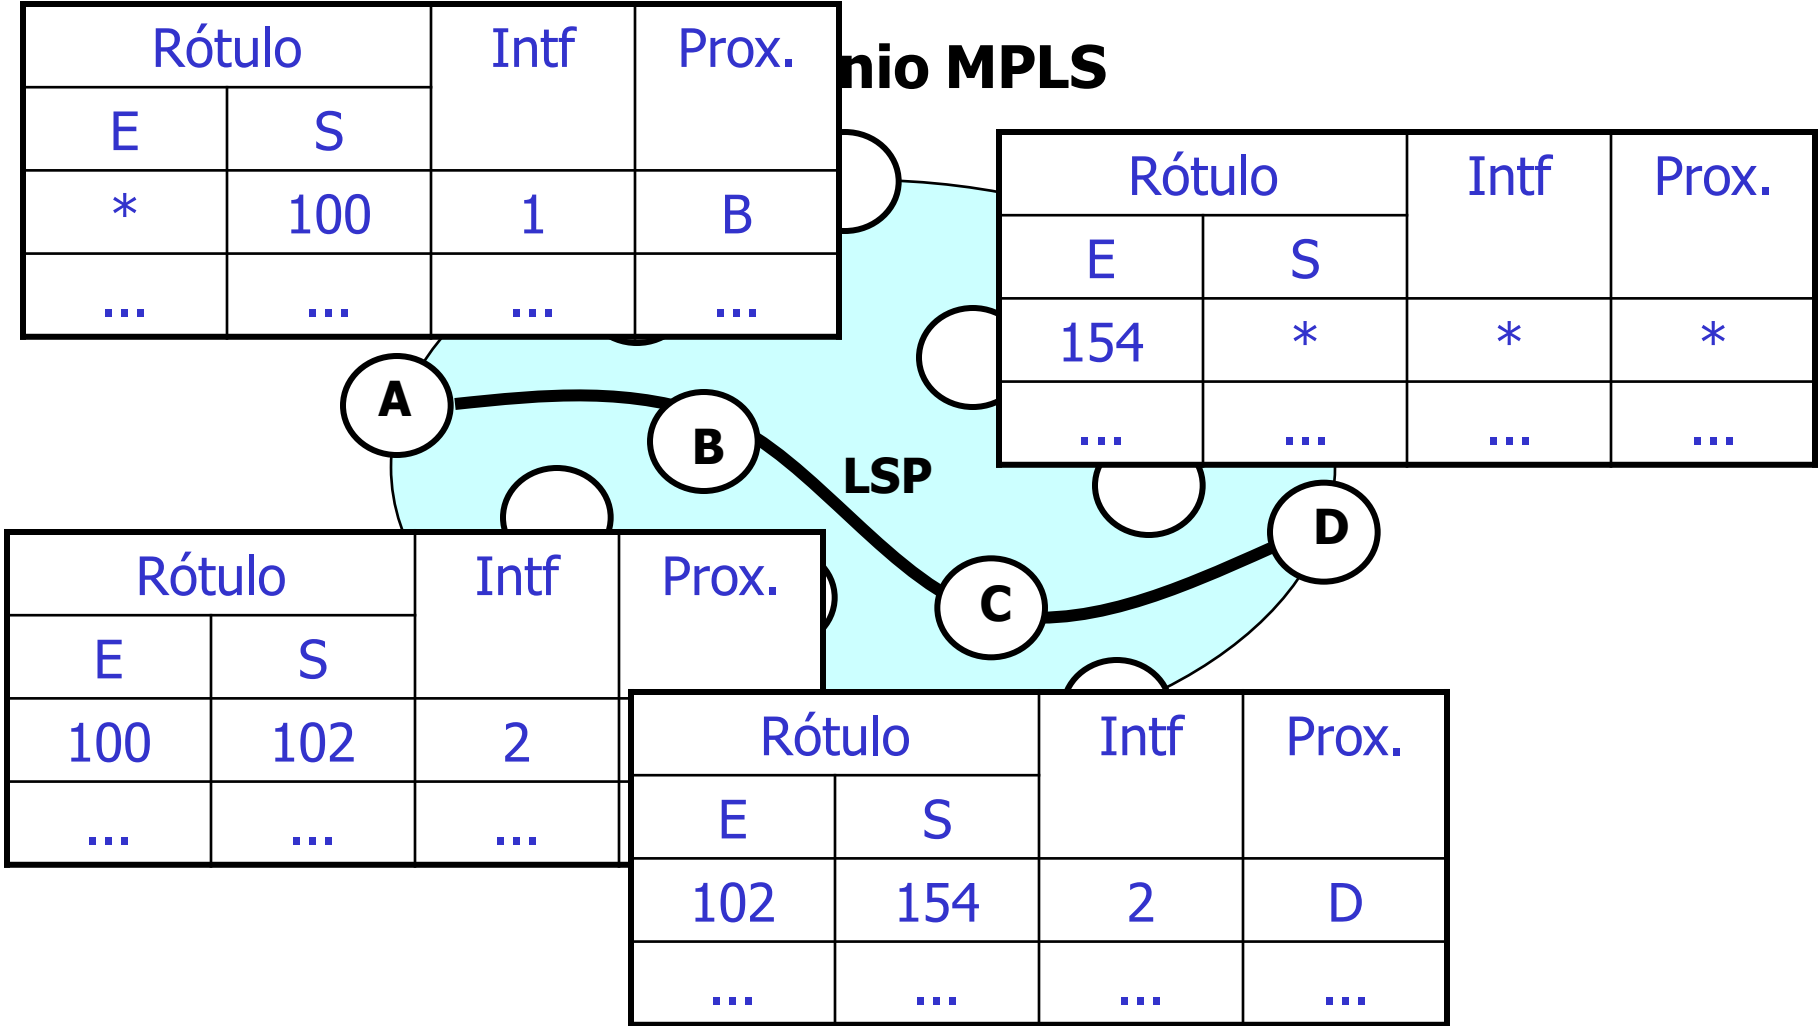 nio MPLS
Rótulo Intf Prox.
E S
* 100 1 B
... ... ... ...
Rótulo Intf Prox.
E S
154 * * *
... ... ... ...
A
B
LSP
C
D
Rótulo Intf Prox.
E S
100 102 2
... ... ...
Rótulo Intf Prox.
E S
102 154 2 D
... ... ... ...